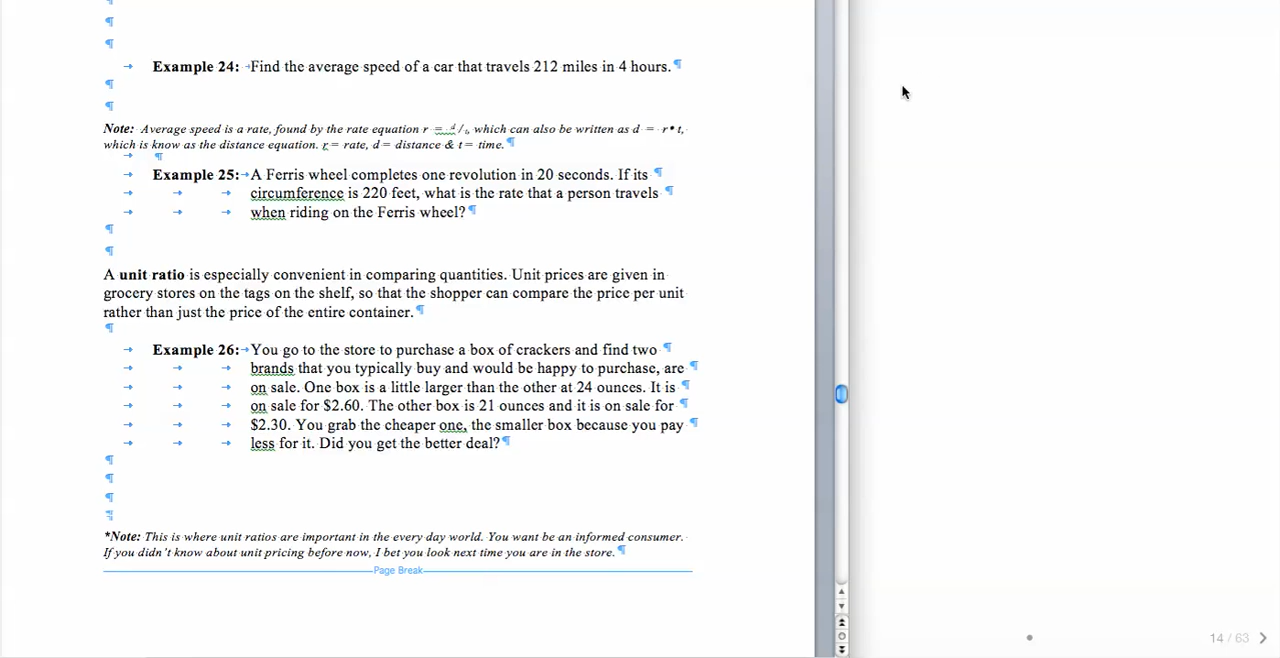 Example 24: Find the average speed of a car that travels 212 miles in 4 hours.
Note: Average speed is a rate, found by the rate equation r = d/t, which can also be written as d = r•t,
which is know as the distance equation. r = rate, d = distance & t = time.
Example 25: A Ferris wheel completes one revolution in 20 seconds. If its
circumference is 220 feet, what is the rate that a person travels
when riding on the Ferris wheel?
A unit ratio is especially convenient in comparing quantities. Unit prices are given in
grocery stores on the tags on the shelf, so that the shopper can compare the price per unit
rather than just the price of the entire container.
Example 26: You go to the store to purchase a box of crackers and find two
brands that you typically buy and would be happy to purchase, are
on sale. One box is a little larger than the other at 24 ounces. It is
on sale for $2.60. The other box is 21 ounces and it is on sale for
$2.30. You grab the cheaper one, the smaller box because you pay
less for it. Did you get the better deal?
*Note: This is where unit ratios are important in the every day world. You want be an informed consumer.
If you didn't know about unit pricing before now, I bet you look next time you are in the store.
Page Break
14 / 63